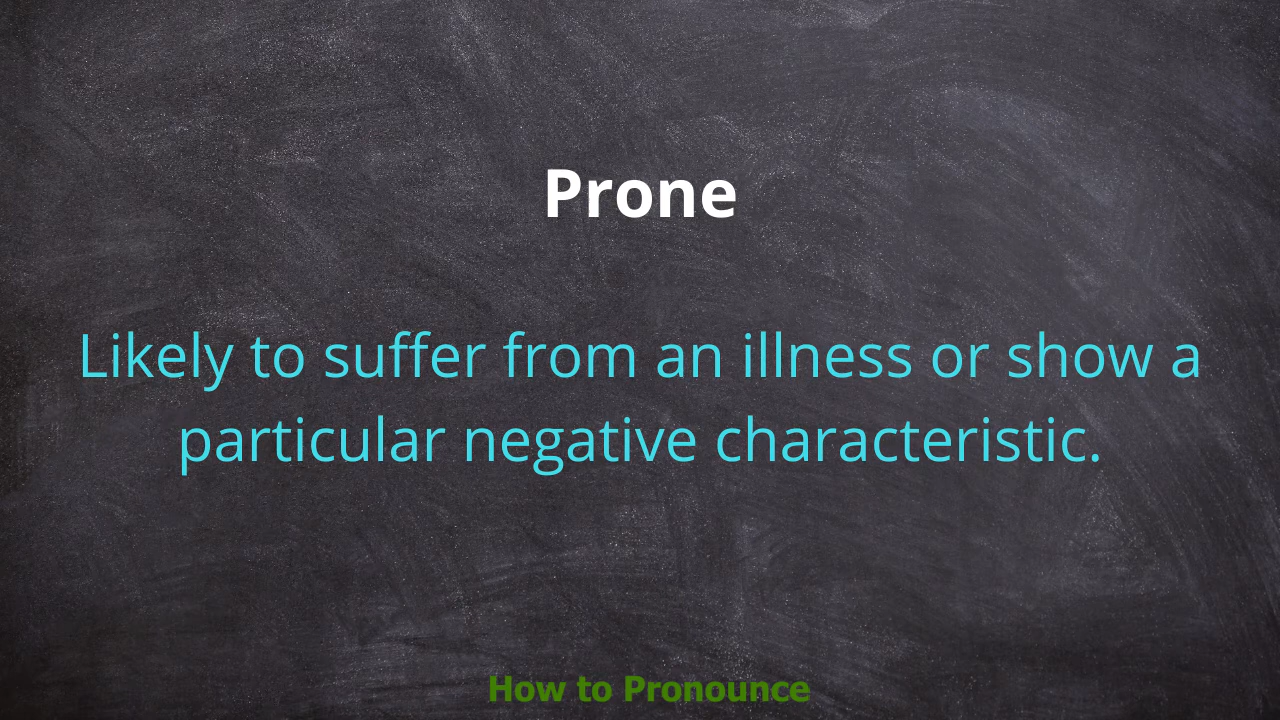 Prone
Likely to suffer from an illness or show a
particular negative characteristic.
How to Pronounce